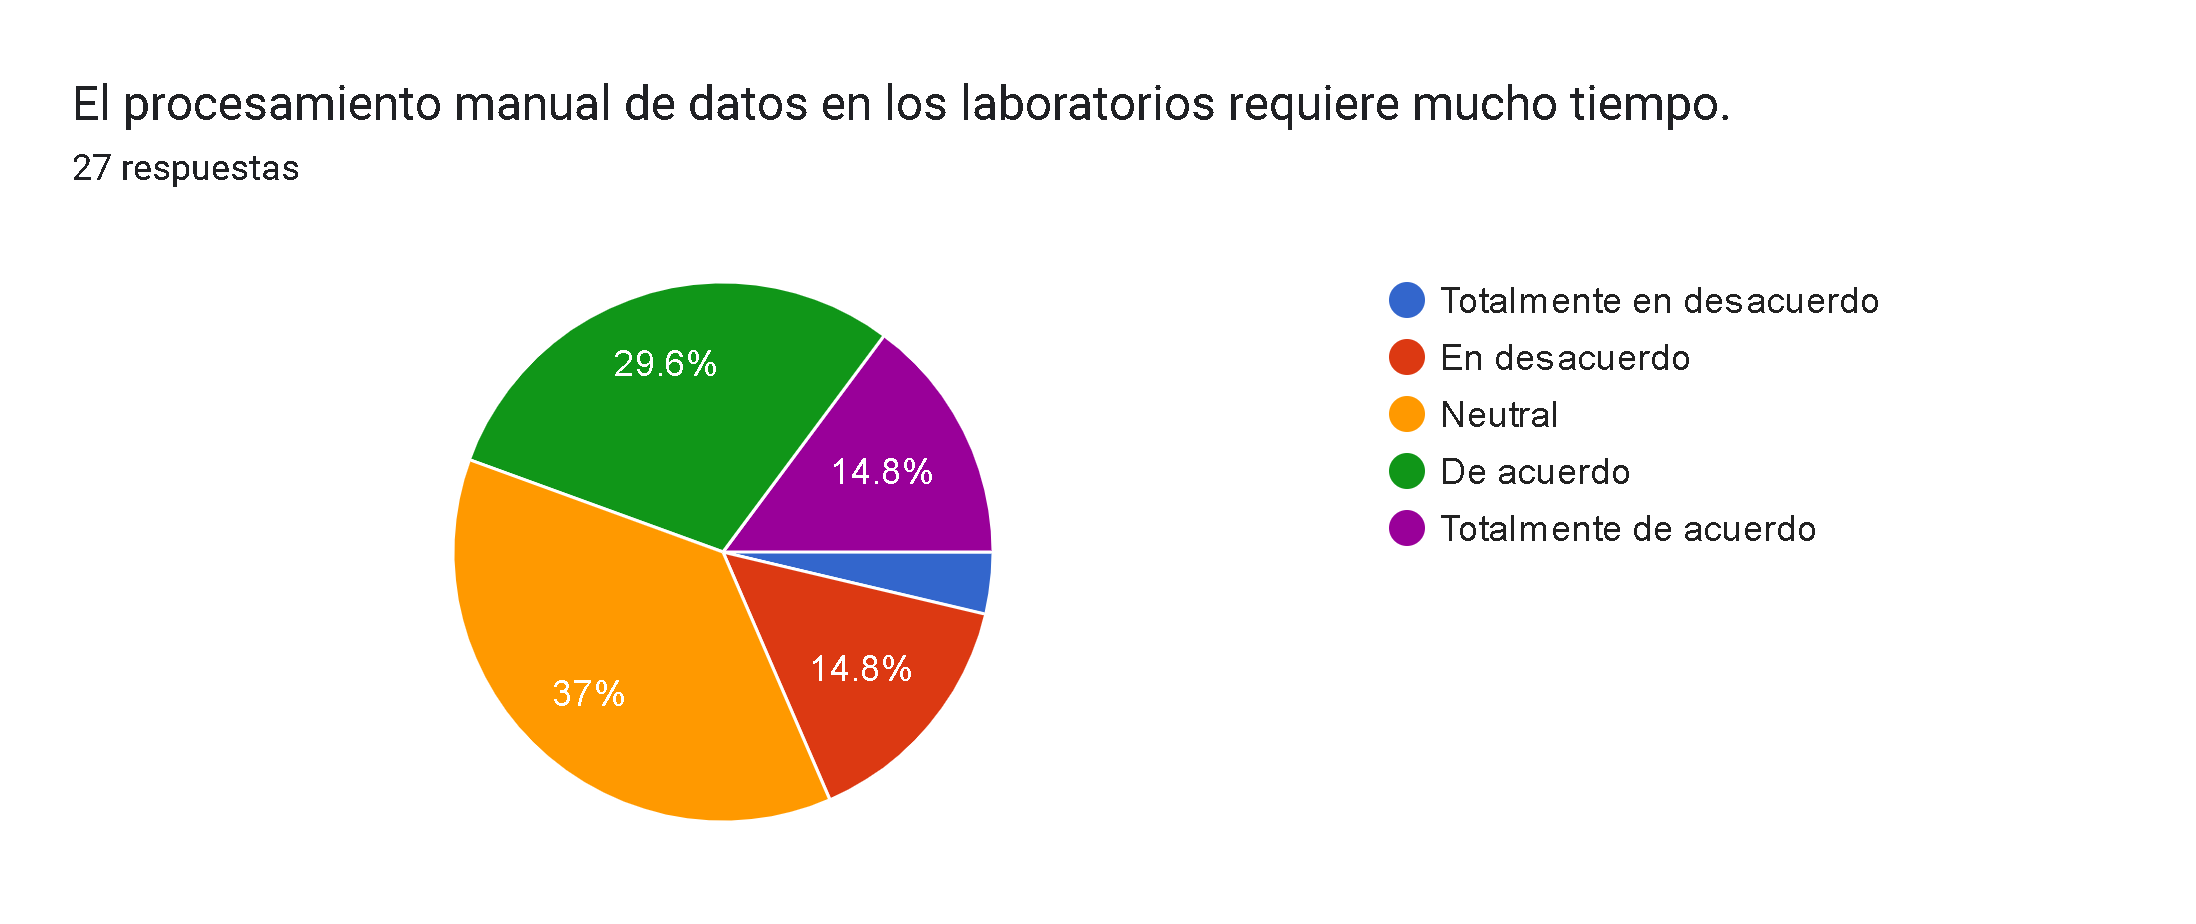 El procesamiento manual de datos en los laboratorios requiere mucho tiempo.
27 respuestas
29.6%
14.8%
14.8%
37%
Totalmente en desacuerdo
En desacuerdo
Neutral
De acuerdo
Totalmente de acuerdo